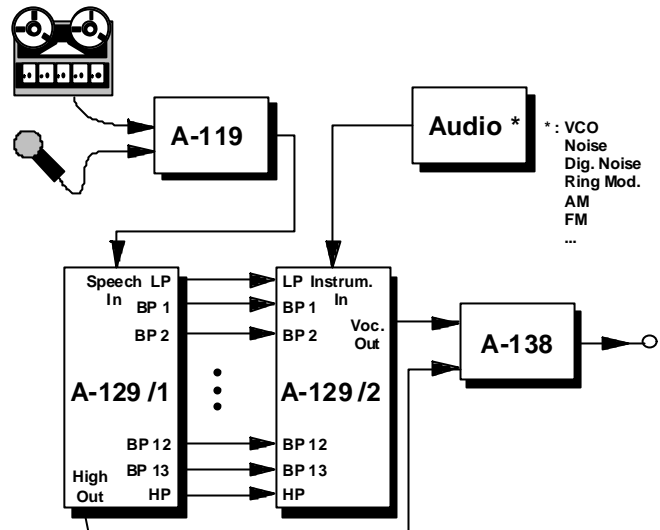 A-119
Audio *
* : VCO
Noise
Dig. Noise
Ring Mod.
AM
FM
...
Speech LP
In
BP 1
BP 2
A-129 /1
BP 12
BP 13
High
Out
HP
LP Instrum.
In
BP 1
BP 2
Voc.
Out
A-129 /2
BP 12
BP 13
HP
A-138